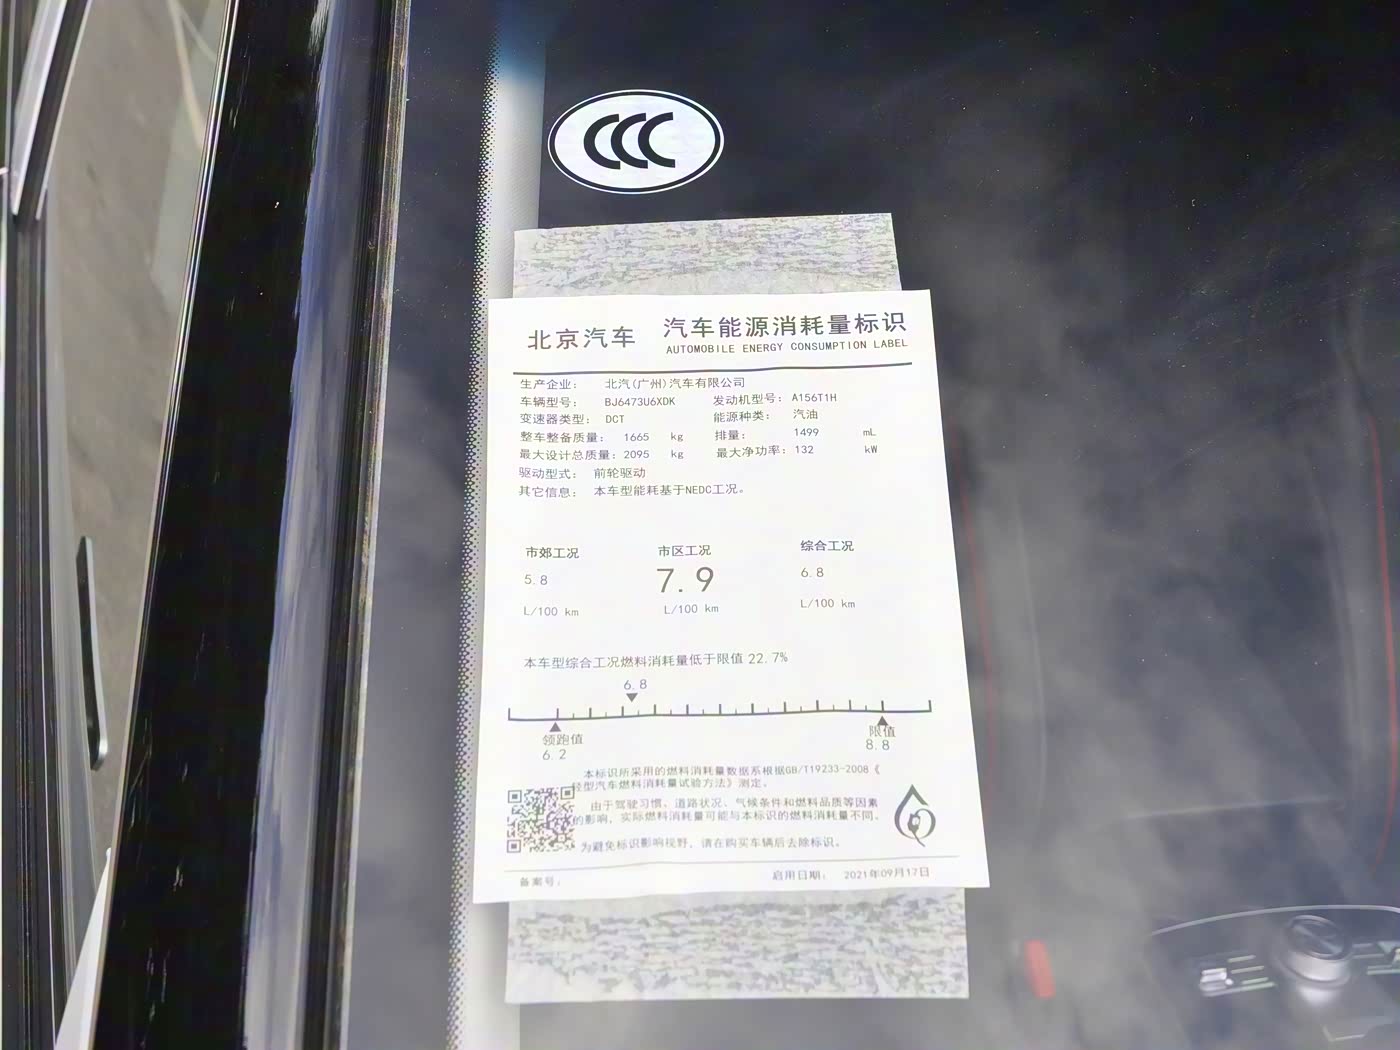 CCC
北京汽车 汽车能源消耗量标识
AUTOMOBILE ENERGY CONSUMPTION LABEL
生产企业: 北汽(广州)汽车有限公司
车辆型号: BJ6473U6XDK 发动机型号: A156T1H
变速器类型: DCT 能源种类: 汽油
整车整备质量: 1665 kg 排量: 1499 mL
最大设计总质量: 2095 kg 最大净功率: 132 kW
驱动型式: 前轮驱动
其它信息: 本车型能耗基于NEDC工况。
市郊工况 市区工况 综合工况
5.8 7.9 6.8
L/100 km L/100 km L/100 km
本车型综合工况燃料消耗量低于限值 22.7%
6.8
领跑值 限值
6.2 8.8
本标识所采用的燃料消耗量数据系根据GB/T19233-2008《
轻型汽车燃料消耗量试验方法》测定。
由于驾驶习惯、道路状况、气候条件和燃料品质等因素
的影响，实际燃料消耗量可能与本标识的燃料消耗量不同。
为避免标识影响视野，请在购买车辆后去除标识。
备案号: 启用日期: 2021年09月17日